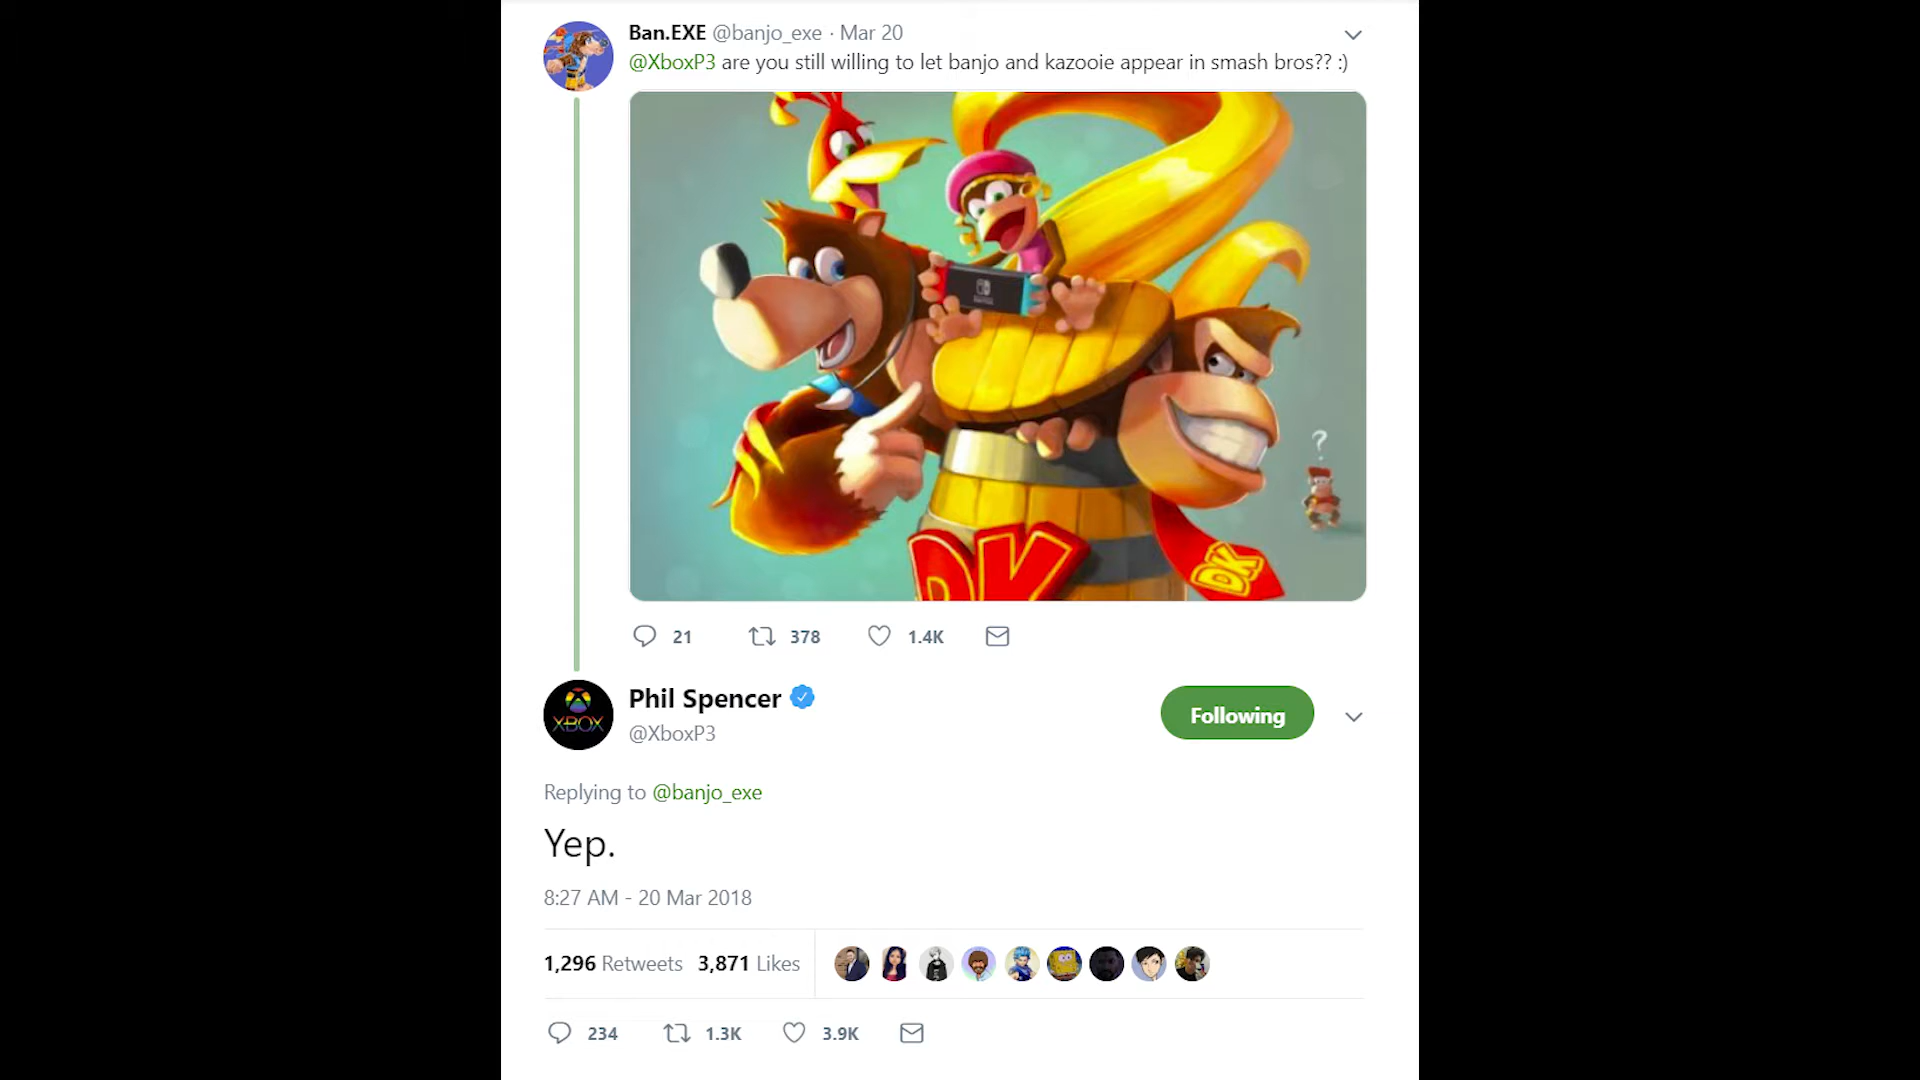 Ban.EXE @banjo_exe · Mar 20
@XboxP3 are you still willing to let banjo and kazooie appear in smash bros?? :)
?
DK
DK
21 378 1.4K
XBOX
Phil Spencer
@XboxP3
Following
Replying to @banjo_exe
Yep.
8:27 AM - 20 Mar 2018
1,296 Retweets 3,871 Likes
234 1.3K 3.9K